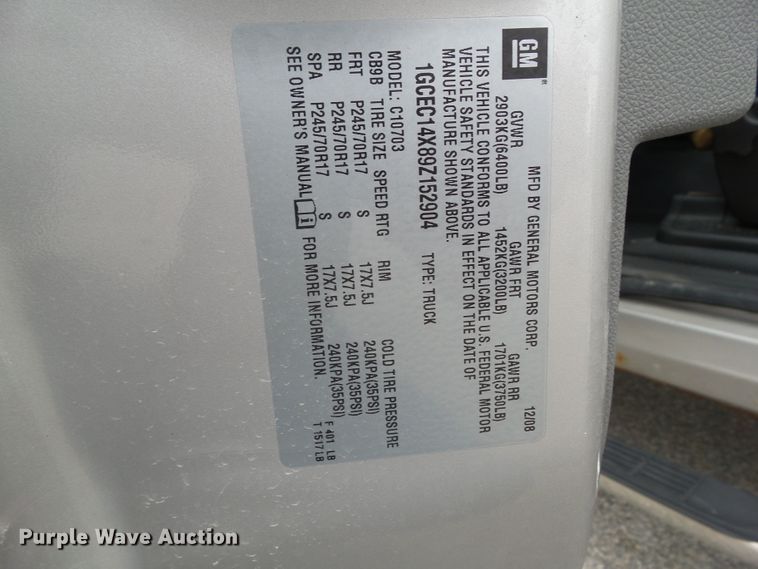 GM
MFD BY GENERAL MOTORS CORP. 12/08
GVWR GAWR FRT GAWR RR
2903KG(6400LB) 1452KG(3200LB) 1701KG(3750LB)
THIS VEHICLE CONFORMS TO ALL APPLICABLE U.S. FEDERAL MOTOR
VEHICLE SAFETY STANDARDS IN EFFECT ON THE DATE OF
MANUFACTURE SHOWN ABOVE.
1GCEC14X89Z152904 TYPE: TRUCK
MODEL: C10703
CB9B TIRE SIZE SPEED RTG RIM COLD TIRE PRESSURE
FRT P245/70R17 S 17X7.5J 240KPA(35PSI)
RR P245/70R17 S 17X7.5J 240KPA(35PSI)
SPA P245/70R17 S 17X7.5J 240KPA(35PSI)
SEE OWNER'S MANUAL i FOR MORE INFORMATION.
F 401 LB
T 1517 LB
Purple Wave Auction